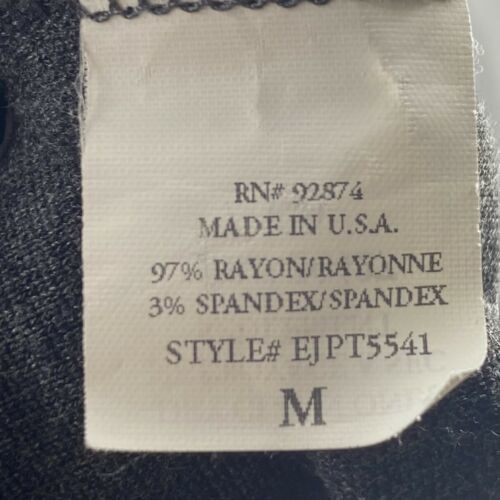 RN# 92874
MADE IN U.S.A.
97% RAYON/RAYONNE
3% SPANDEX/SPANDEX
STYLE# EJPT5541
M